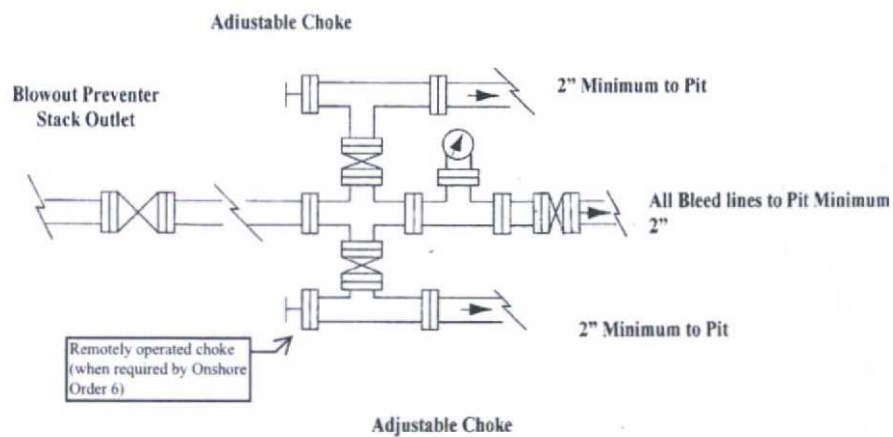 Adiustable Choke
2" Minimum to Pit
Blowout Preventer
Stack Outlet
All Bleed lines to Pit Minimum
2"
2" Minimum to Pit
Remotely operated choke
(when required by Onshore
Order 6)
Adjustable Choke